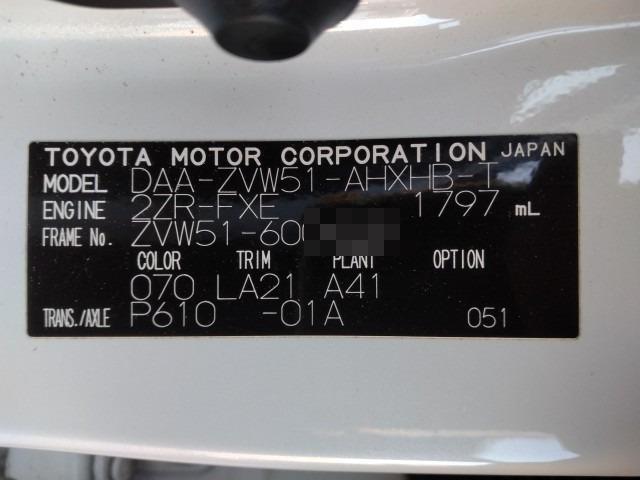 TOYOTA MOTOR CORPORATION JAPAN
MODEL DAA-ZVW51-AHXHB-T
ENGINE 2ZR-FXE 1797 mL
FRAME No. ZVW51-60
COLOR TRIM PLANT OPTION
070 LA21 A41
TRANS./AXLE P610 -01A 051